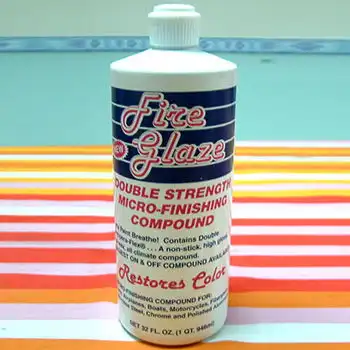 Fire
NEW
Glaze
DOUBLE STRENGTH
MICRO-FINISHING
COMPOUND
Paint Breathe! Contains Double
. . . A non-stick, high
all climate compound.
ON & OFF COMPOUND
Restores Color
FINISHING COMPOUND FOR:
Airplanes, Boats, Motorcycles,
Steel, Chrome and Polished
NET 32 FL. OZ. (1 QT. 946ml)